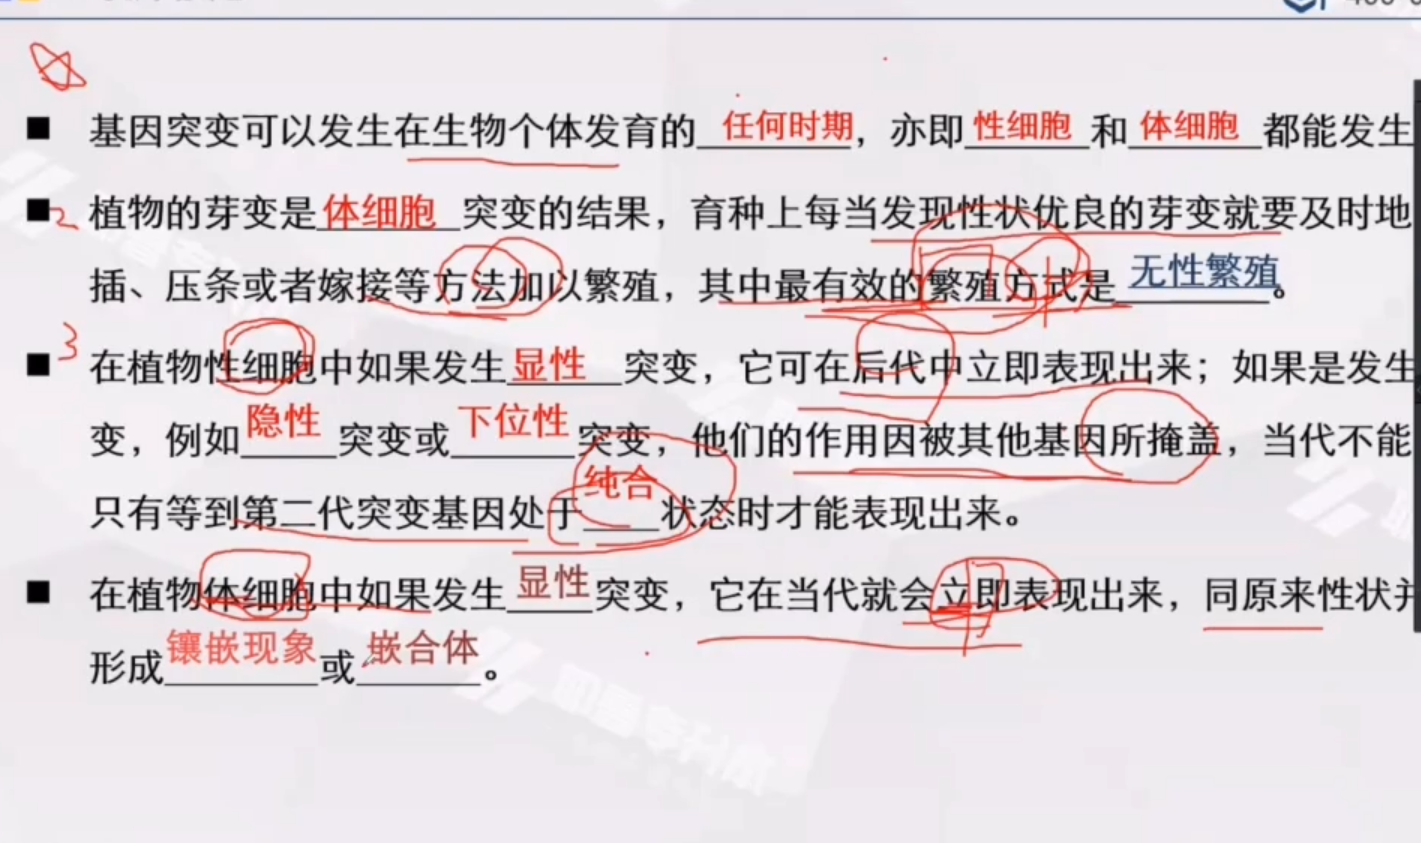 ■ 基因突变可以发生在生物个体发育的 任何时期，亦即 性细胞 和 体细胞 都能发生
■ 2 植物的芽变是 体细胞 突变的结果，育种上每当发现性状优良的芽变就要及时地
插、压条或者嫁接等方法加以繁殖，其中最有效的繁殖方式是 无性繁殖。
■ 3 在植物性细胞中如果发生 显性 突变，它可在后代中立即表现出来；如果是发生
变，例如 隐性 突变或 下位性 突变，他们的作用因被其他基因所掩盖，当代不能
只有等到第二代突变基因处于 纯合 状态时才能表现出来。
■ 在植物体细胞中如果发生 显性 突变，它在当代就会立即表现出来，同原来性状
形成 镶嵌现象 或 嵌合体。